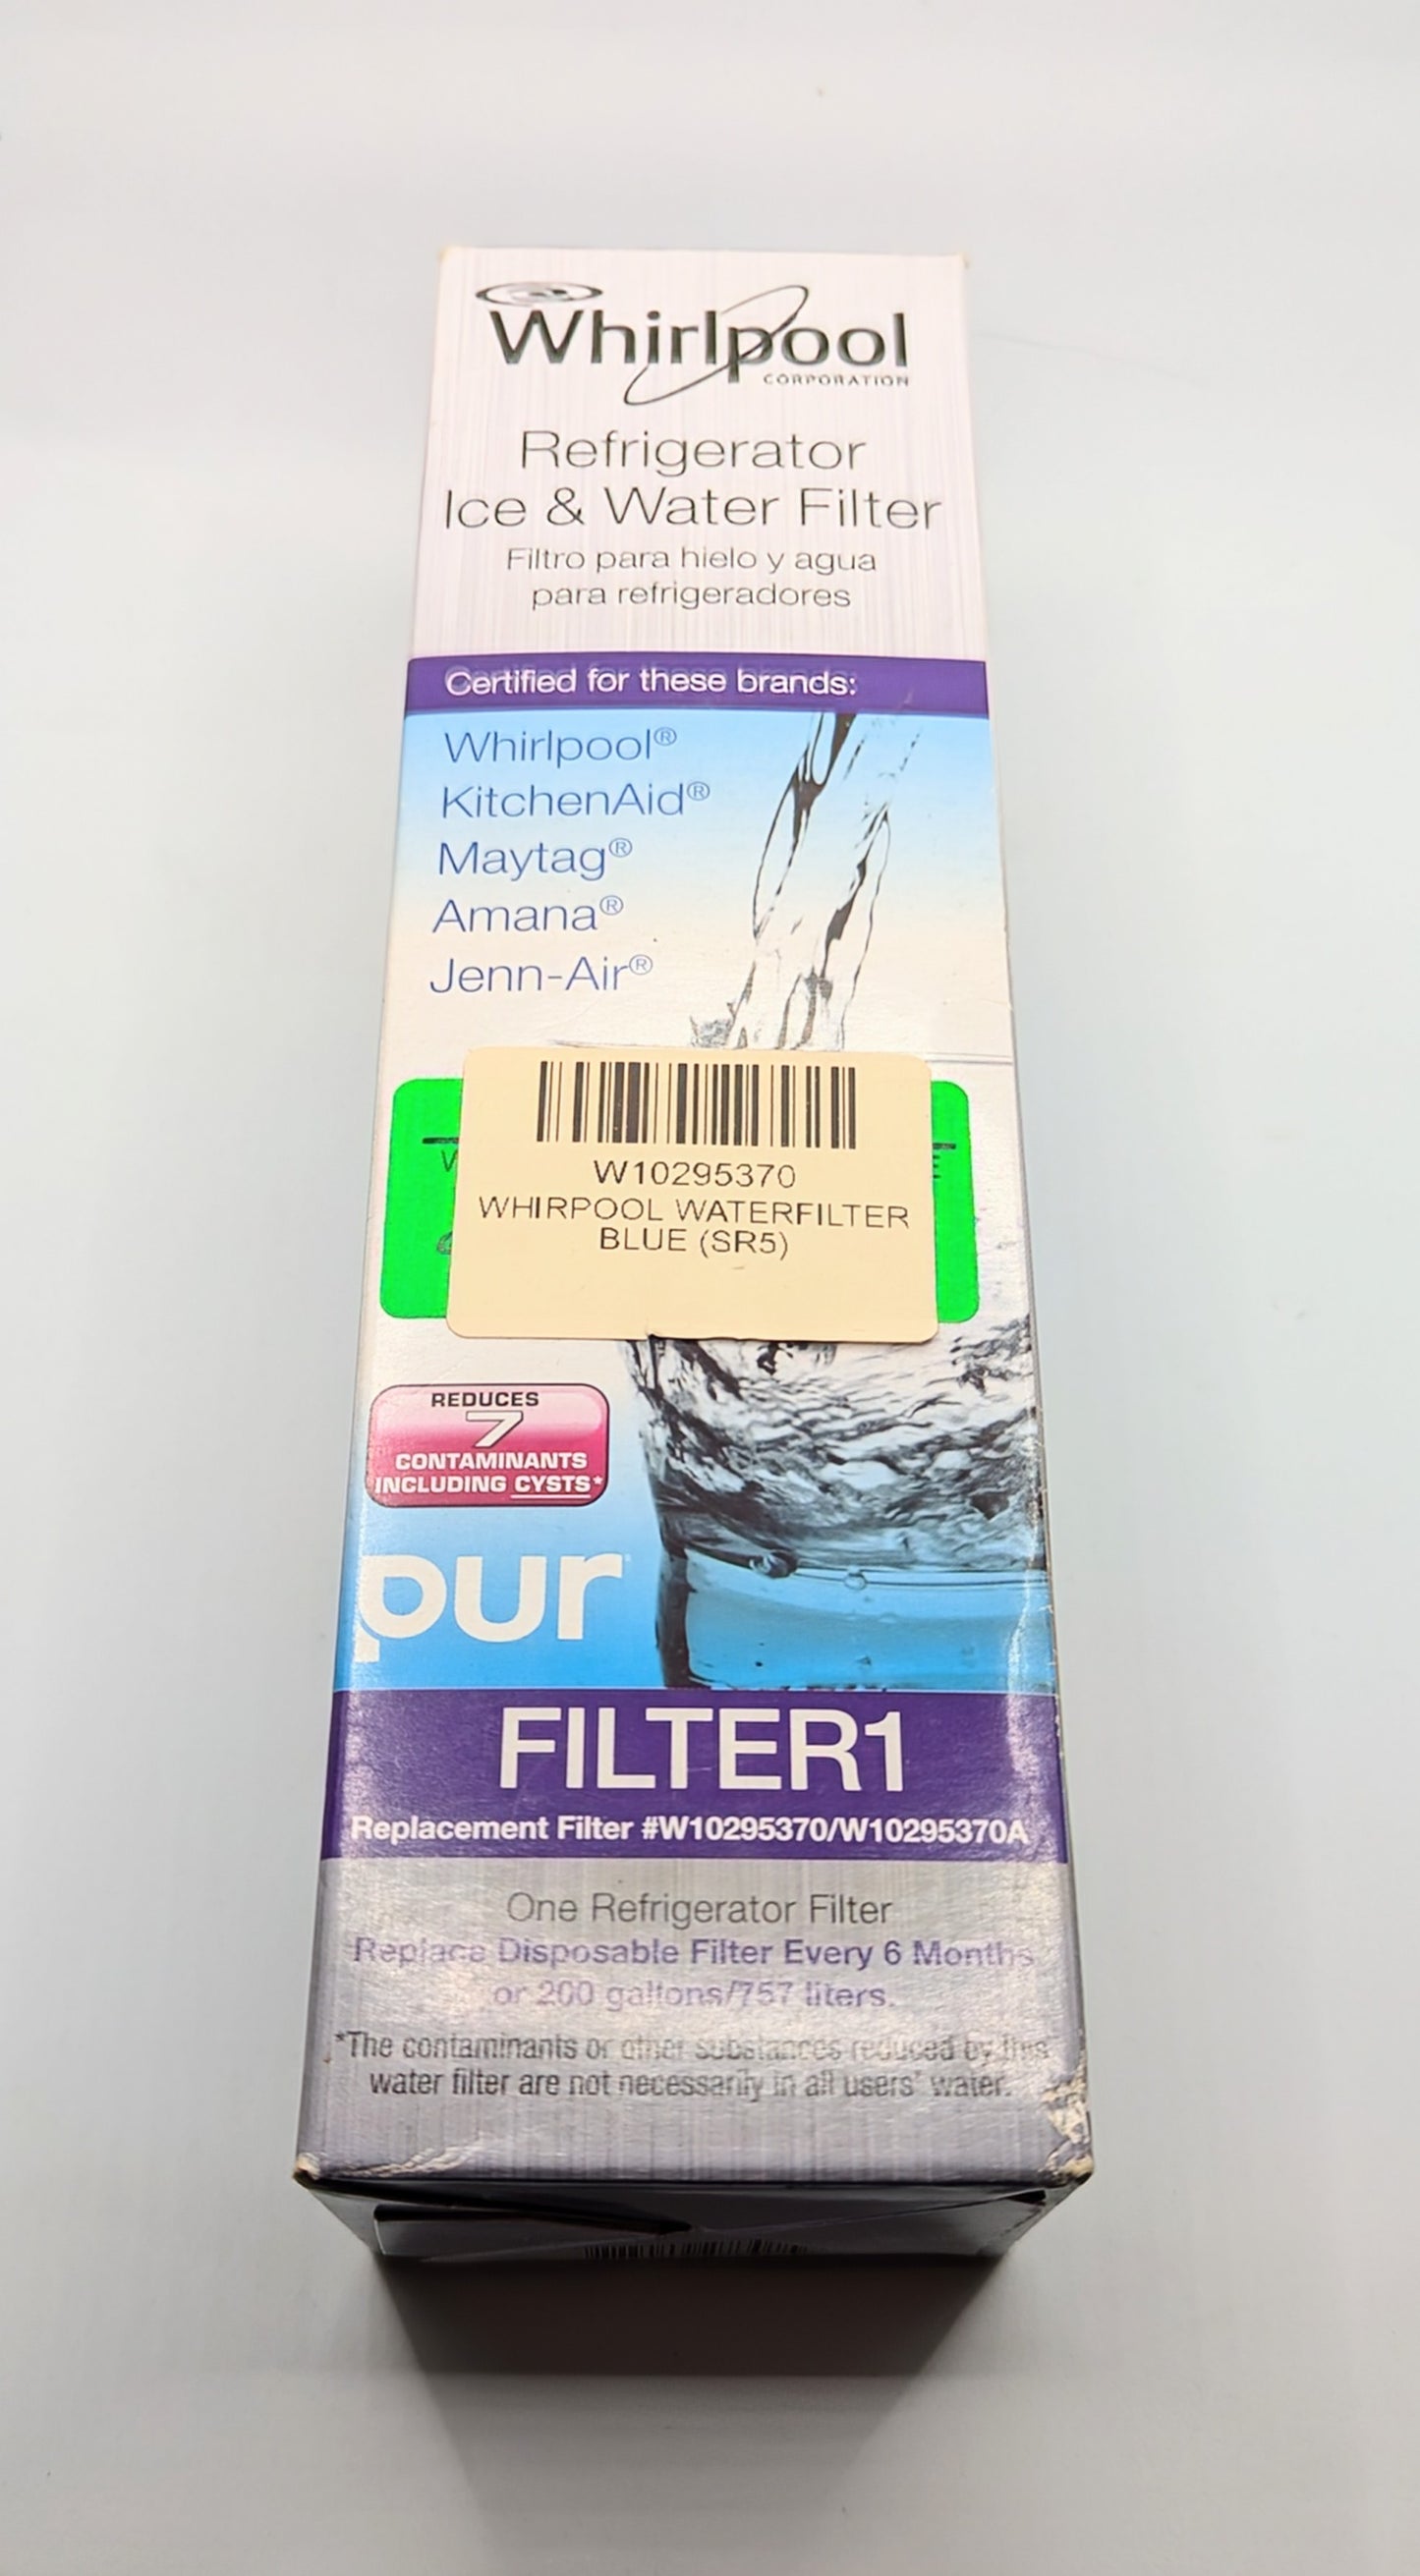 Whirlpool
CORPORATION
Refrigerator
Ice & Water Filter
Filtro para hielo y agua
para refrigeradores
Certified for these brands:
Whirlpool®
KitchenAid®
Maytag®
Amana®
Jenn-Air®
W10295370
WHIRPOOL WATERFILTER
BLUE (SR5)
REDUCES
7
CONTAMINANTS
INCLUDING CYSTS*
pur
FILTER1
Replacement Filter #W10295370/W10295370A
One Refrigerator Filter
Replace Disposable Filter Every 6 Months
or 200 gallons/757 liters.
*The contaminants or other substances reduced by this
water filter are not necessarily in all users' water.